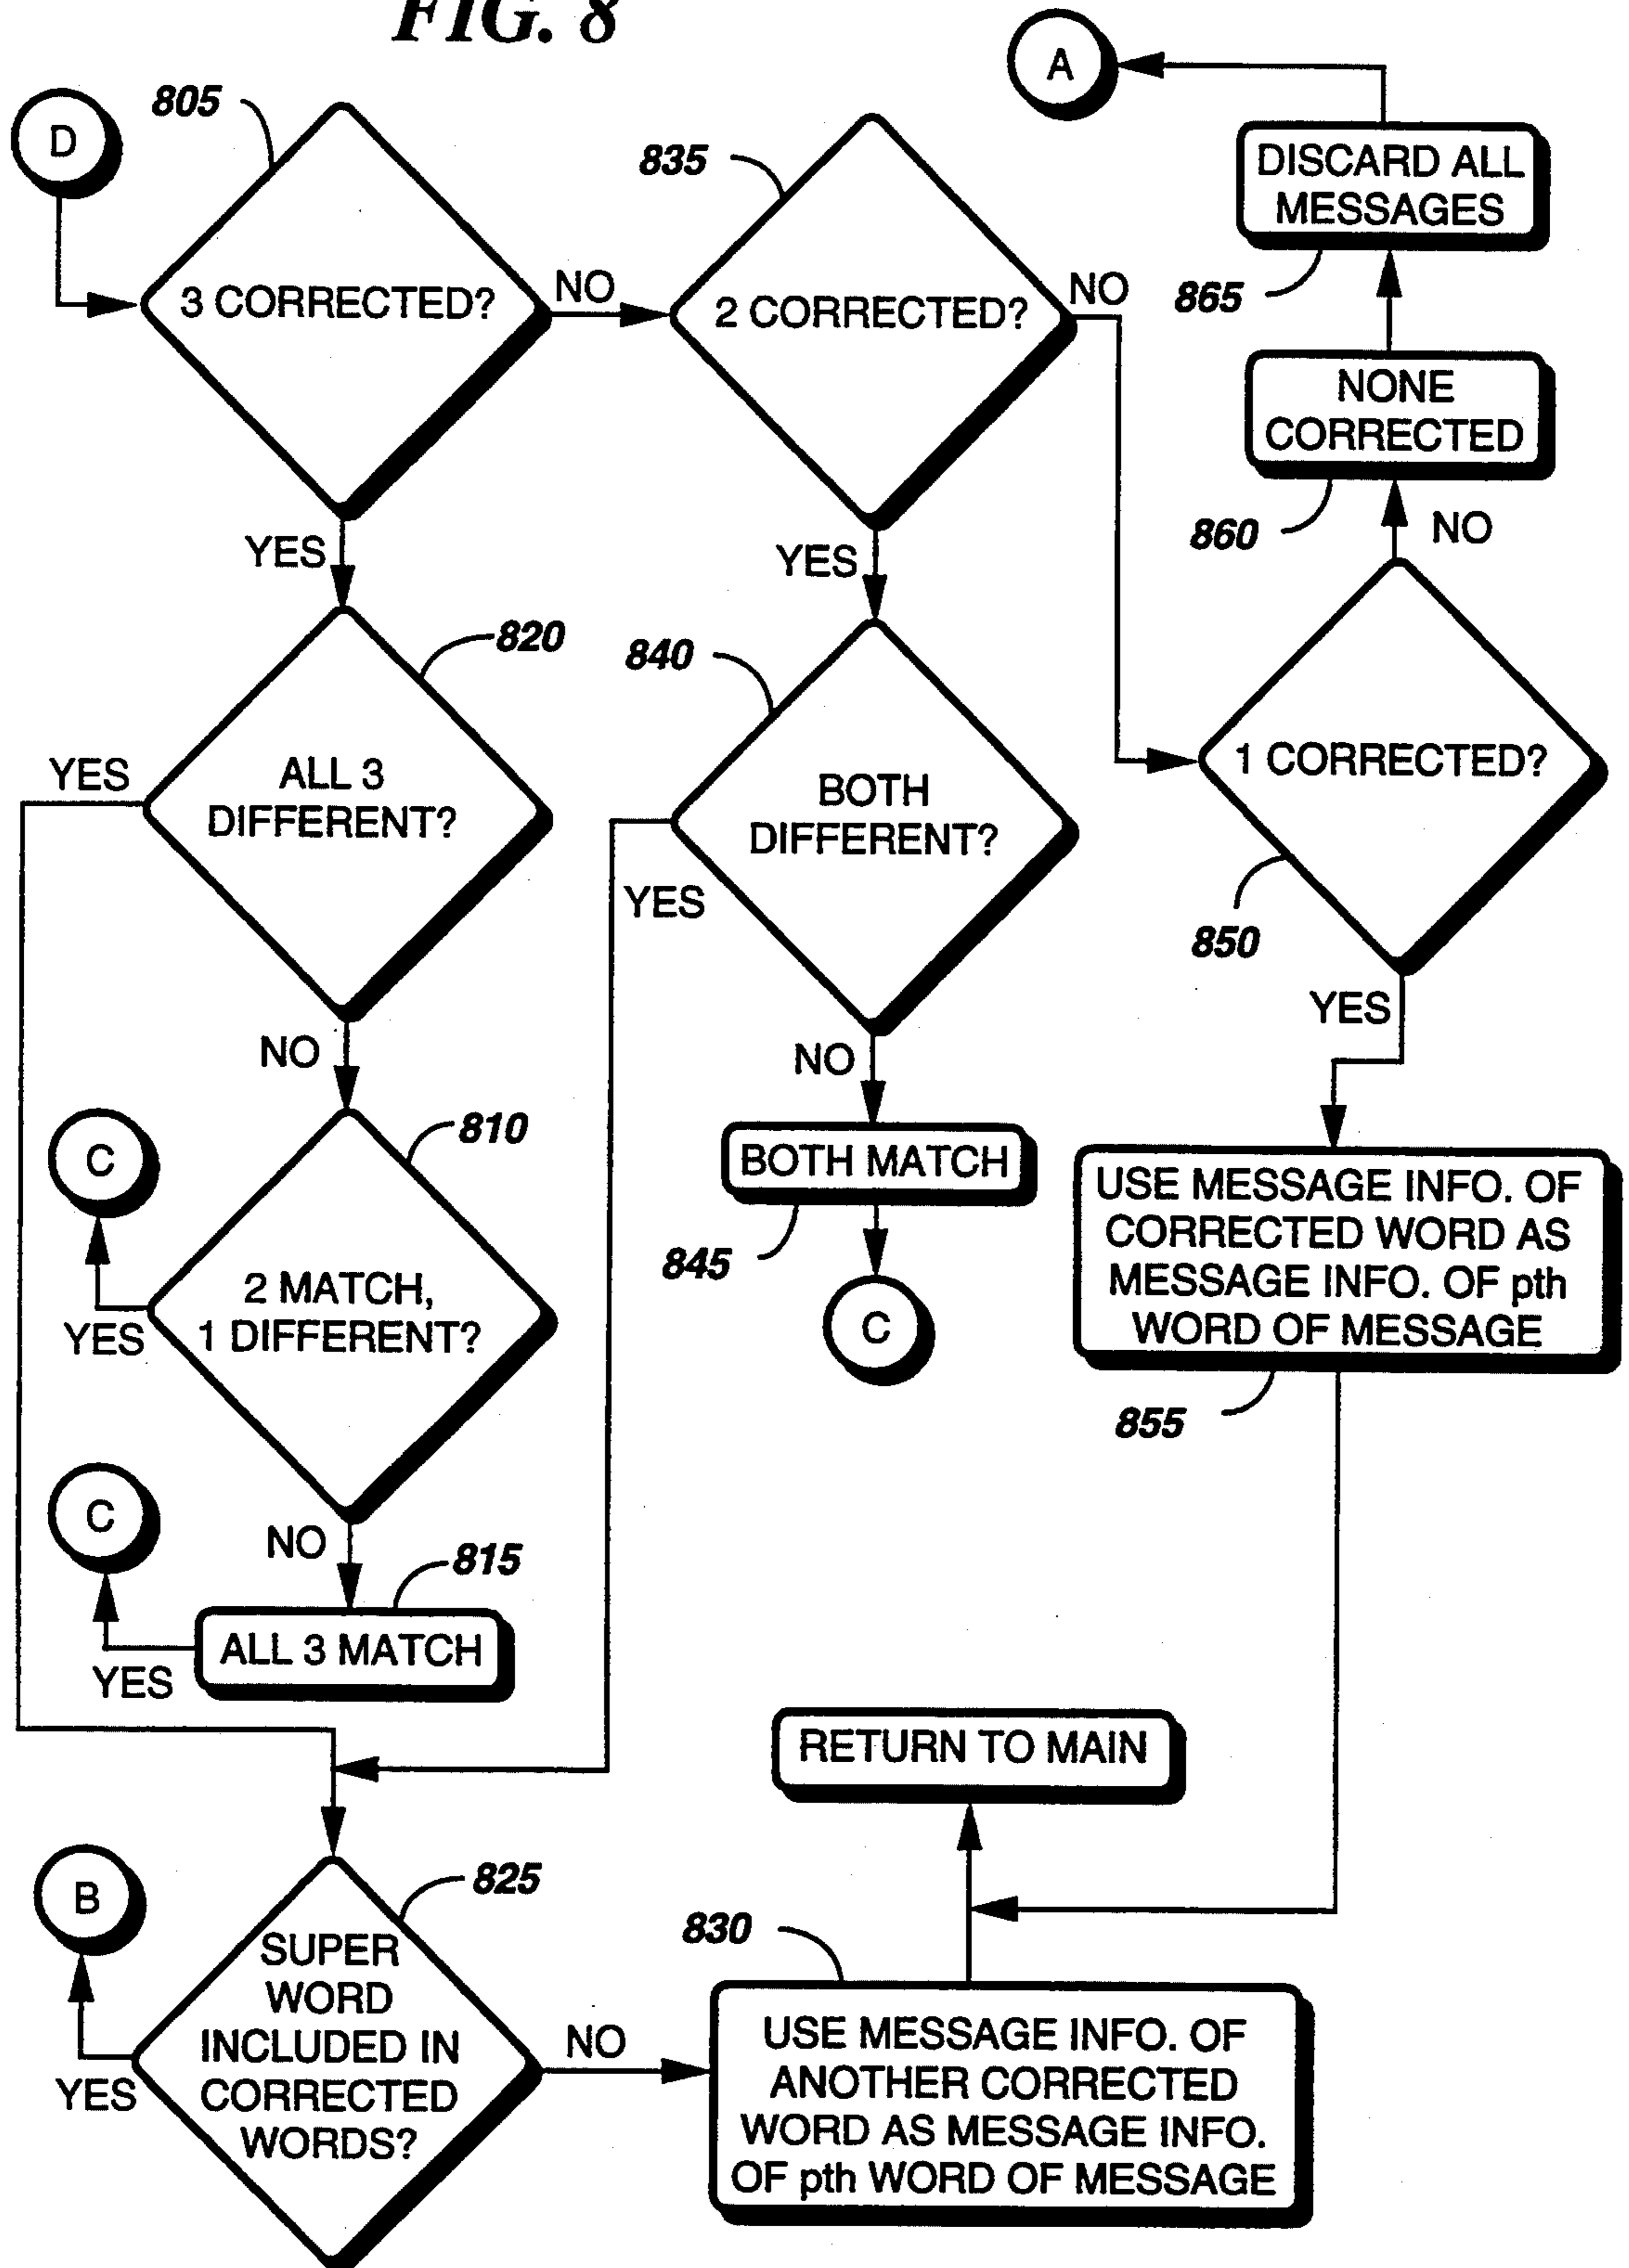 FIG. 8
A
D
805
835
DISCARD ALL
MESSAGES
3 CORRECTED?
NO
2 CORRECTED?
NO
865
NONE
CORRECTED
860
NO
YES
YES
820
840
YES
ALL 3
DIFFERENT?
BOTH
DIFFERENT?
YES
1 CORRECTED?
850
YES
NO
NO
C
810
BOTH MATCH
845
USE MESSAGE INFO. OF
CORRECTED WORD AS
MESSAGE INFO. OF pth
WORD OF MESSAGE
2 MATCH,
1 DIFFERENT?
YES
C
855
C
NO
815
ALL 3 MATCH
YES
RETURN TO MAIN
B
825
830
SUPER
WORD
INCLUDED IN
CORRECTED
WORDS?
YES
NO
USE MESSAGE INFO. OF
ANOTHER CORRECTED
WORD AS MESSAGE INFO.
OF pth WORD OF MESSAGE